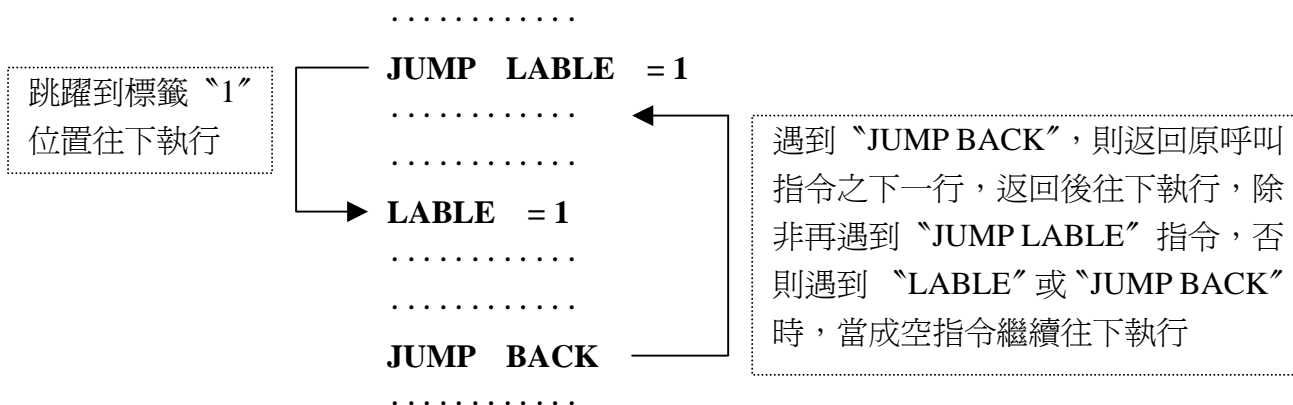 ............
JUMP LABLE = 1
............
............
LABLE = 1
............
............
JUMP BACK
............
跳躍到標籤〝1〞
位置往下執行
遇到〝JUMP BACK〞，則返回原呼叫
指令之下一行，返回後往下執行，除
非再遇到〝JUMP LABLE〞指令，否
則遇到 〝LABLE〞或〝JUMP BACK〞
時，當成空指令繼續往下執行